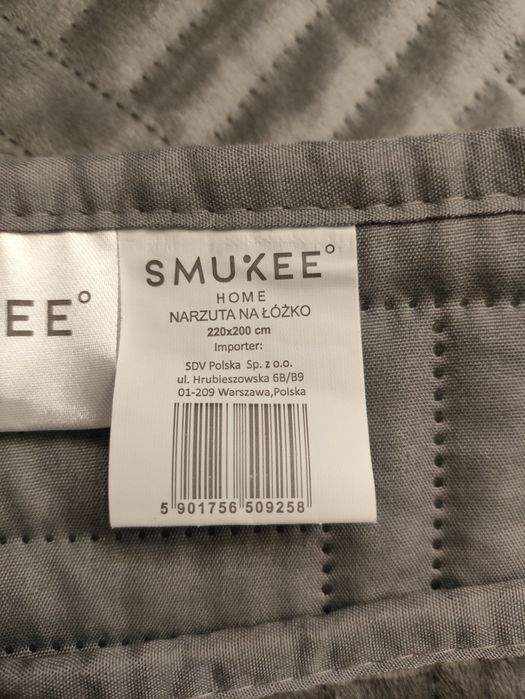 EE°
SMUKEE°
HOME
NARZUTA NA ŁÓŻKO
220x200 cm
Importer:
SDV Polska Sp. z o.o.
ul. Hrubieszowska 6B/B9
01-209 Warszawa,Polska
5 901756 509258